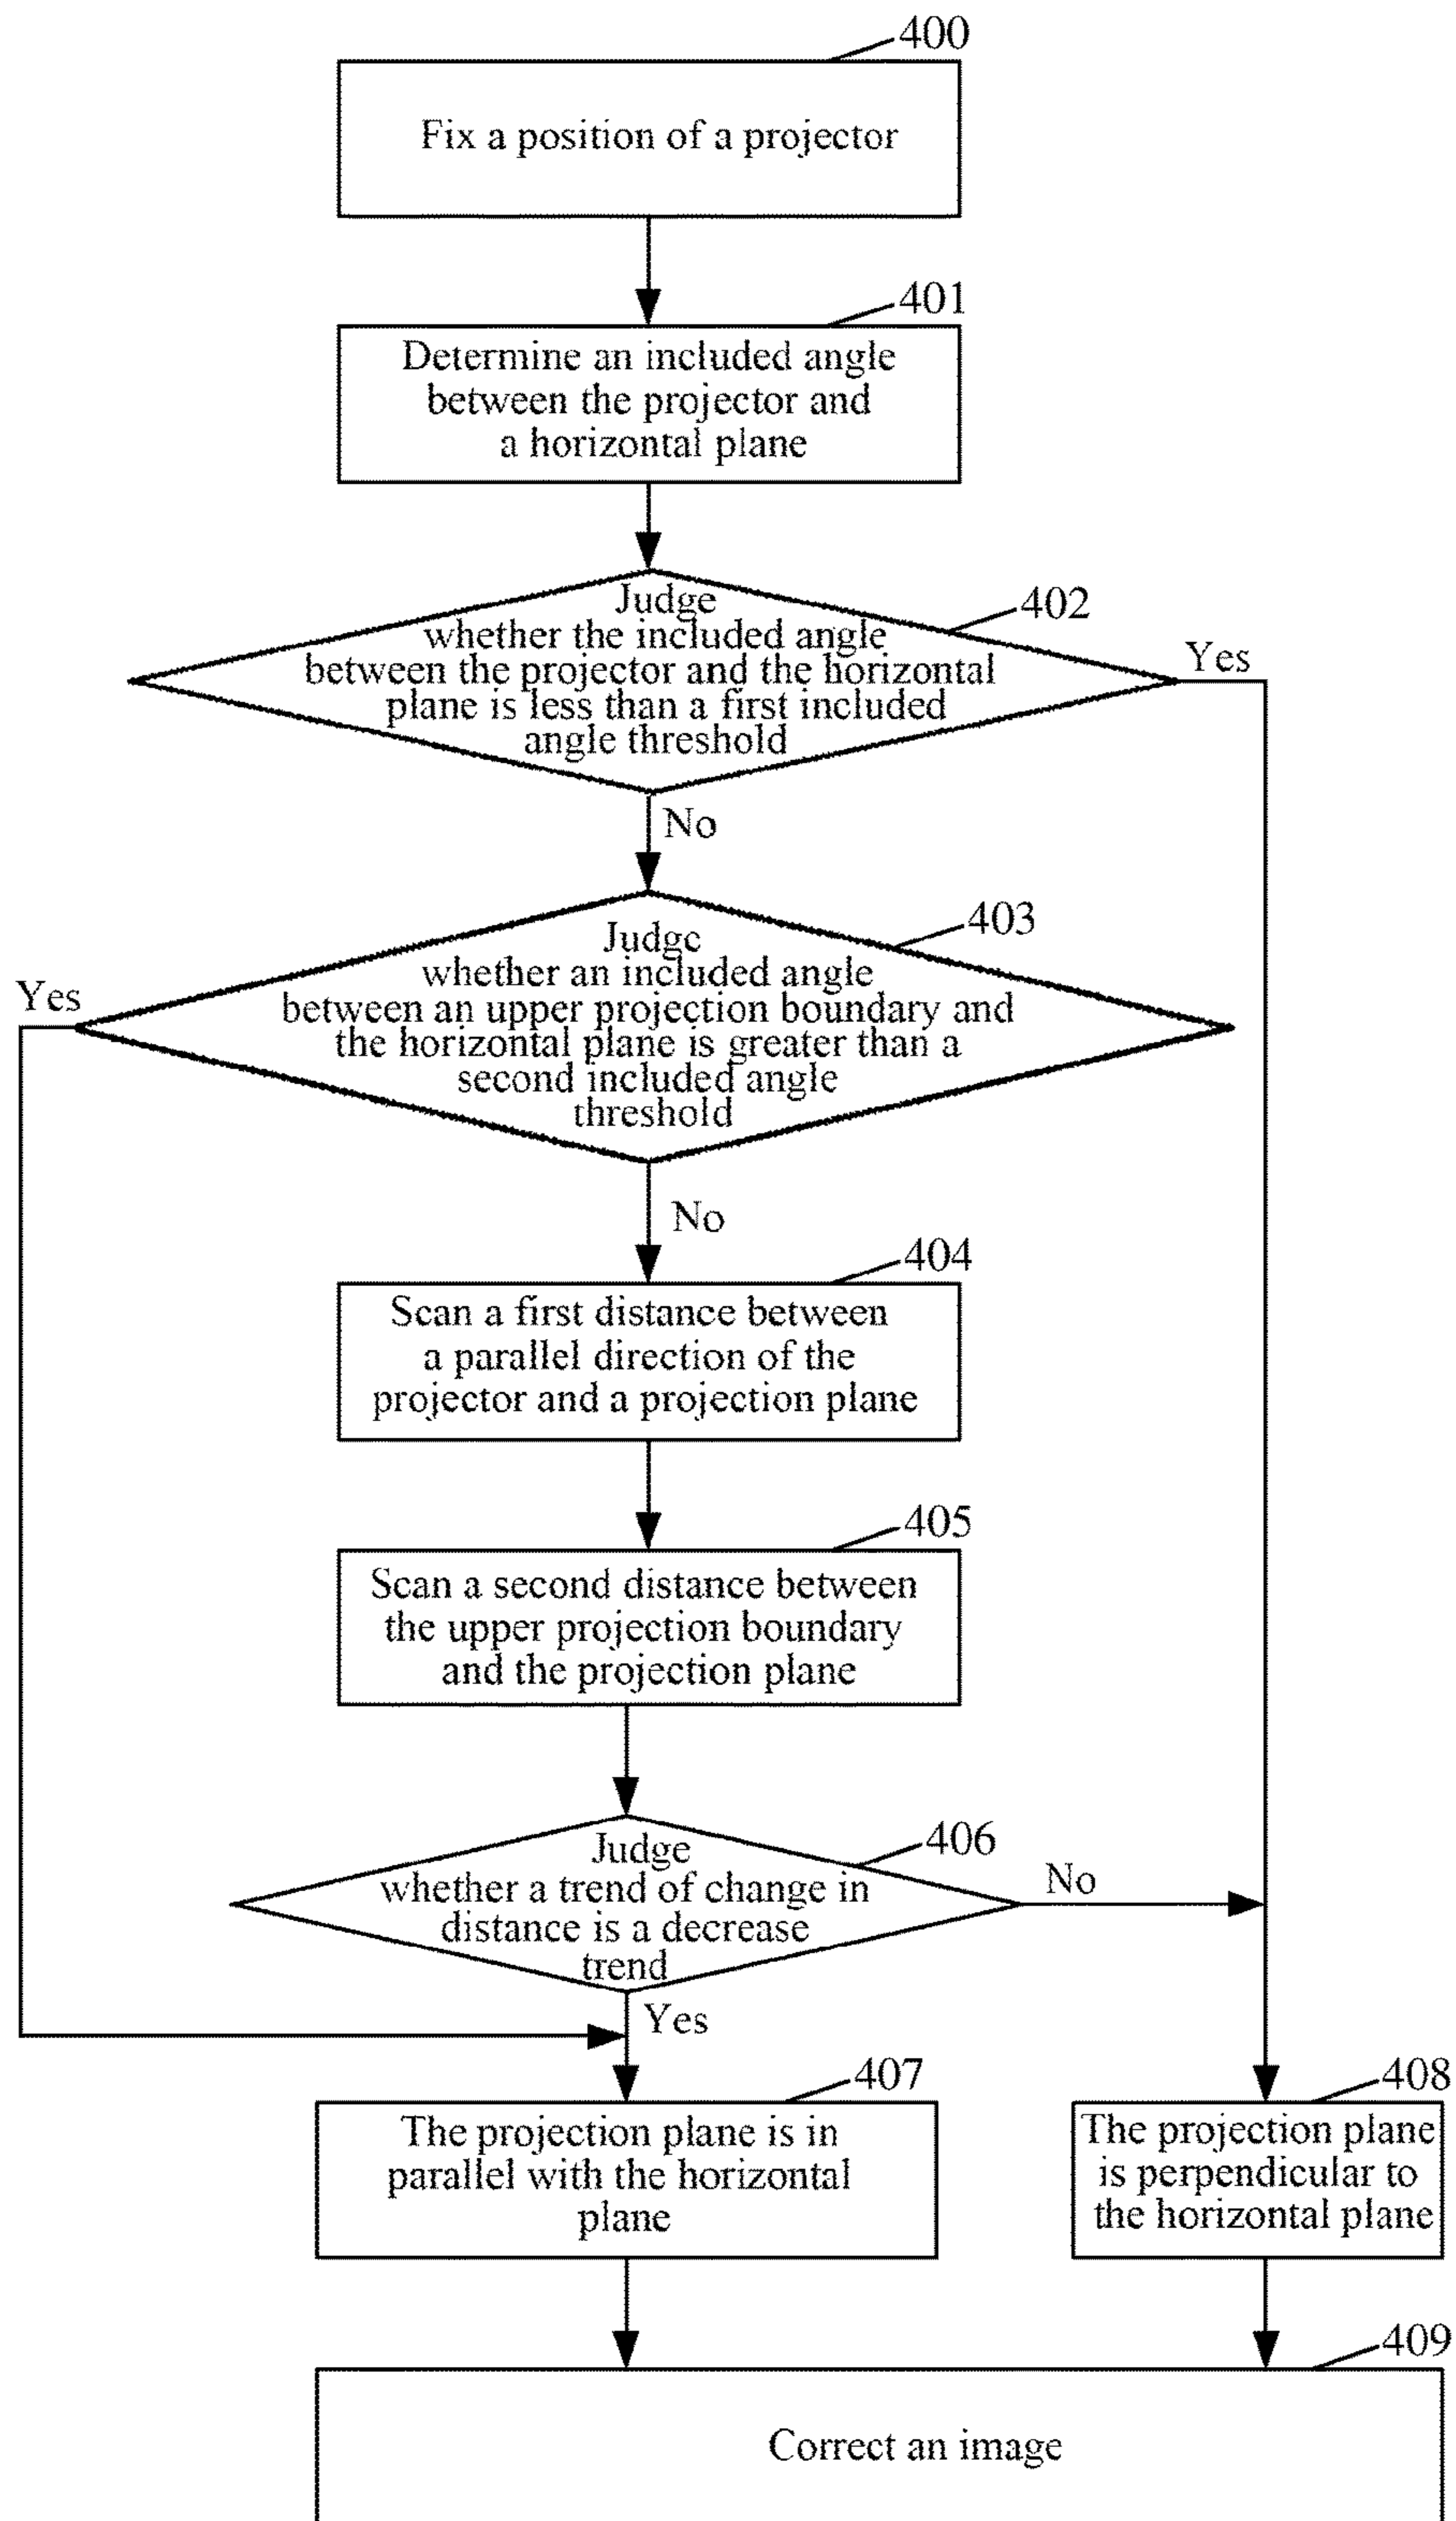 400
Fix a position of a projector
401
Determine an included angle
between the projector and
a horizontal plane
402
Judge
whether the included angle
between the projector and the horizontal
plane is less than a first included
angle threshold
Yes
No
403
Judge
whether an included angle
between an upper projection boundary and
the horizontal plane is greater than a
second included angle
threshold
Yes
No
404
Scan a first distance between
a parallel direction of the
projector and a projection plane
405
Scan a second distance between
the upper projection boundary
and the projection plane
406
Judge
whether a trend of change in
distance is a decrease
trend
No
Yes
407
The projection plane is in
parallel with the horizontal
plane
408
The projection plane
is perpendicular to
the horizontal plane
409
Correct an image